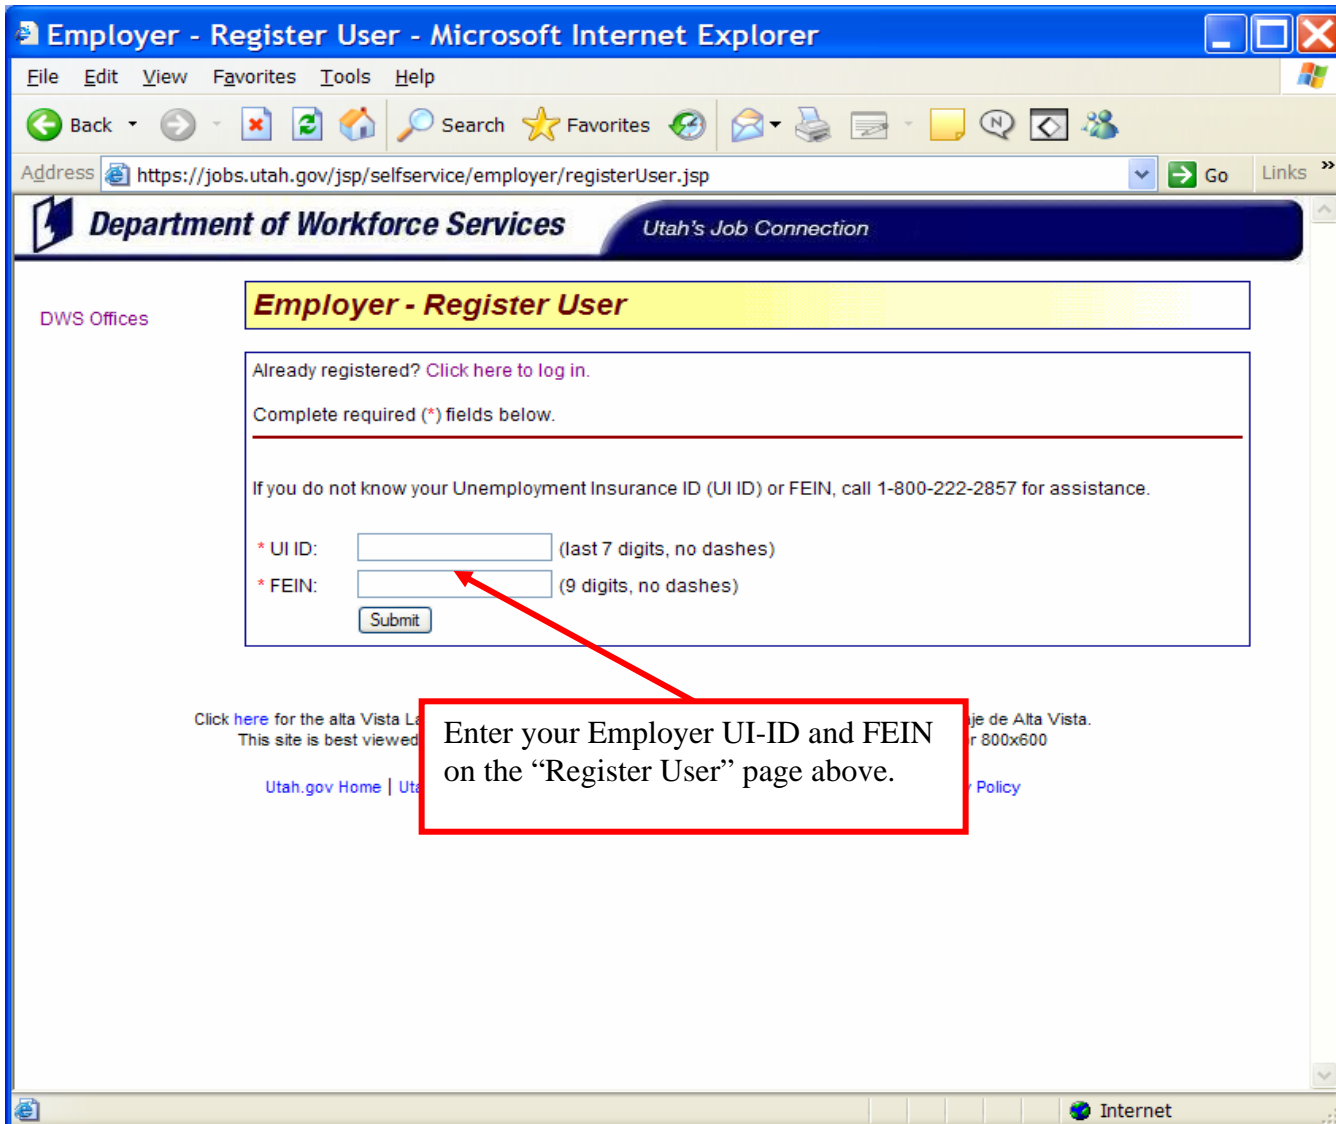 Employer - Register User - Microsoft Internet Explorer
File Edit View Favorites Tools Help
Back Search Favorites
Address https://jobs.utah.gov/jsp/selfservice/employer/registerUser.jsp Go Links »
Department of Workforce Services Utah's Job Connection
DWS Offices
Employer - Register User
Already registered? Click here to log in.
Complete required (*) fields below.
If you do not know your Unemployment Insurance ID (UI ID) or FEIN, call 1-800-222-2857 for assistance.
* UI ID: (last 7 digits, no dashes)
* FEIN: (9 digits, no dashes)
Submit
Click here for the alta Vista de Alta Vista.
This site is best viewed 800x600
Utah.gov Home | Policy
Enter your Employer UI-ID and FEIN
on the “Register User” page above.
Internet